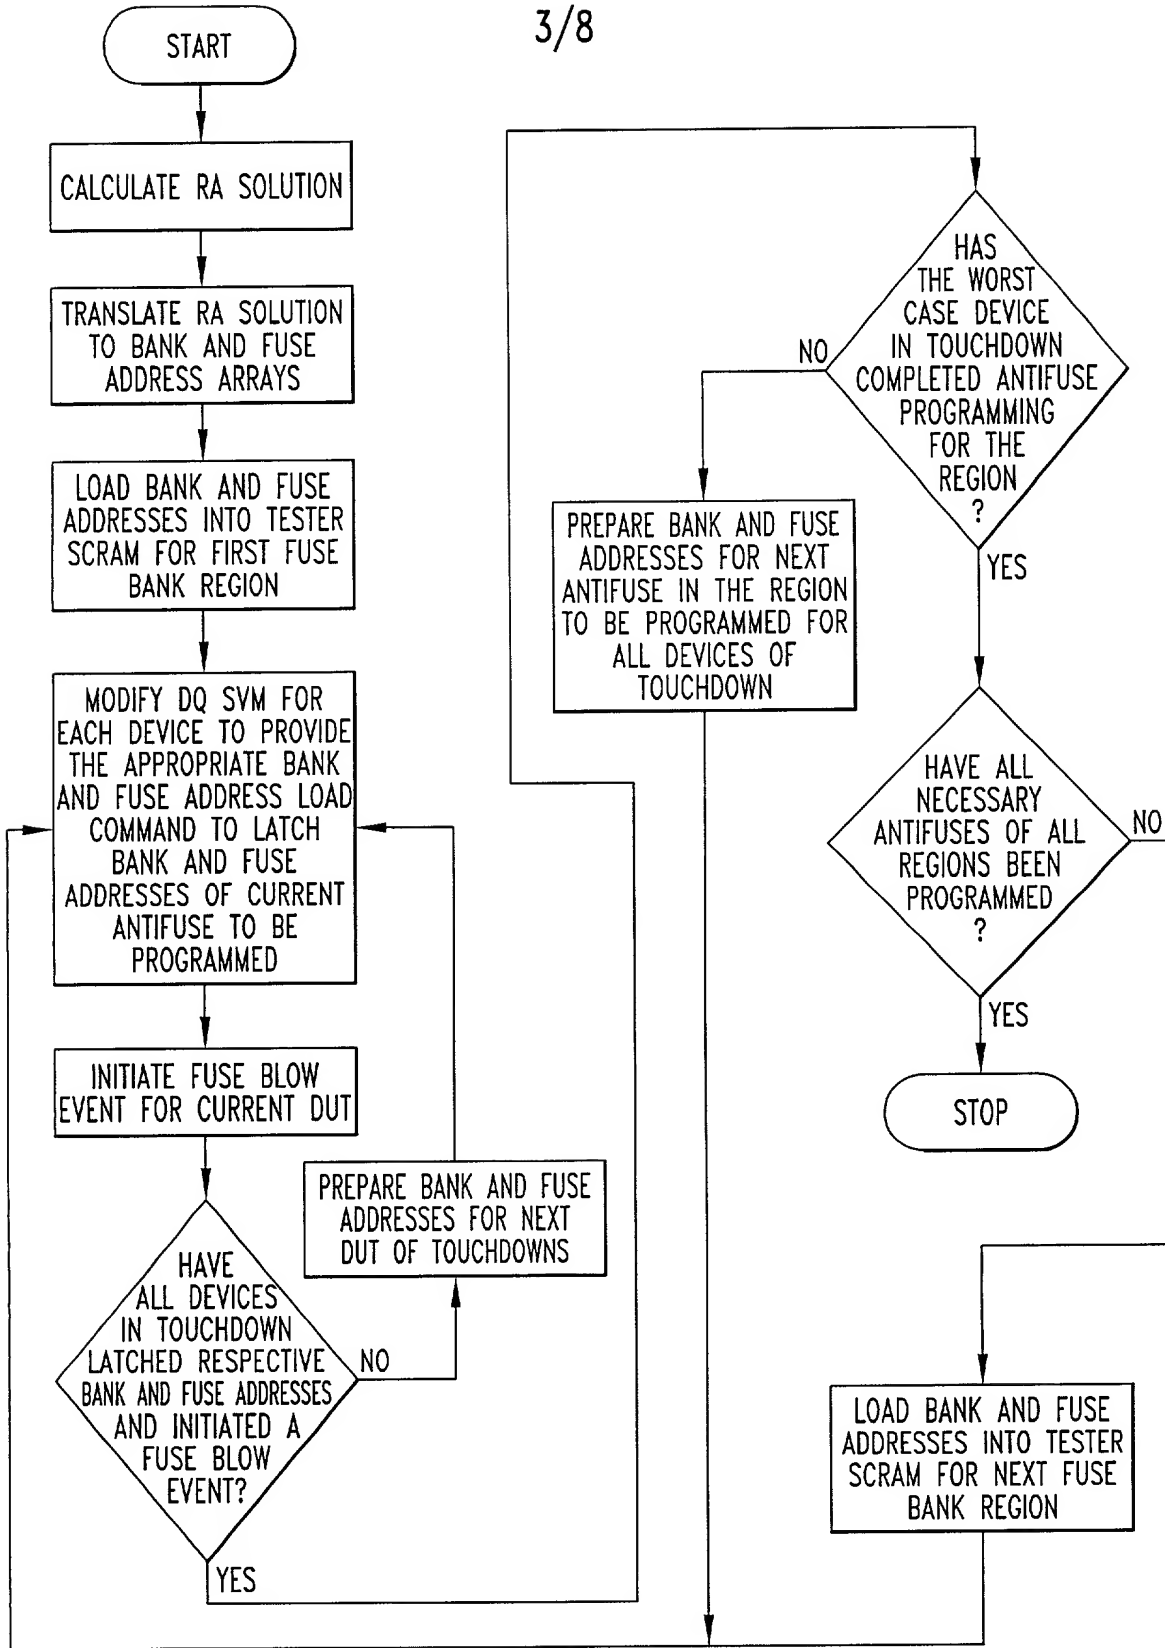 3/8
START
CALCULATE RA SOLUTION
TRANSLATE RA SOLUTION
TO BANK AND FUSE
ADDRESS ARRAYS
LOAD BANK AND FUSE
ADDRESSES INTO TESTER
SCRAM FOR FIRST FUSE
BANK REGION
MODIFY DQ SVM FOR
EACH DEVICE TO PROVIDE
THE APPROPRIATE BANK
AND FUSE ADDRESS LOAD
COMMAND TO LATCH
BANK AND FUSE
ADDRESSES OF CURRENT
ANTIFUSE TO BE
PROGRAMMED
INITIATE FUSE BLOW
EVENT FOR CURRENT DUT
HAVE
ALL DEVICES
IN TOUCHDOWN
LATCHED RESPECTIVE
BANK AND FUSE ADDRESSES
AND INITIATED A
FUSE BLOW
EVENT?
NO
YES
PREPARE BANK AND FUSE
ADDRESSES FOR NEXT
DUT OF TOUCHDOWNS
HAS
THE WORST
CASE DEVICE
IN TOUCHDOWN
COMPLETED ANTIFUSE
PROGRAMMING
FOR THE
REGION
?
NO
YES
PREPARE BANK AND FUSE
ADDRESSES FOR NEXT
ANTIFUSE IN THE REGION
TO BE PROGRAMMED FOR
ALL DEVICES OF
TOUCHDOWN
HAVE ALL
NECESSARY
ANTIFUSES OF ALL
REGIONS BEEN
PROGRAMMED
?
NO
YES
STOP
LOAD BANK AND FUSE
ADDRESSES INTO TESTER
SCRAM FOR NEXT FUSE
BANK REGION